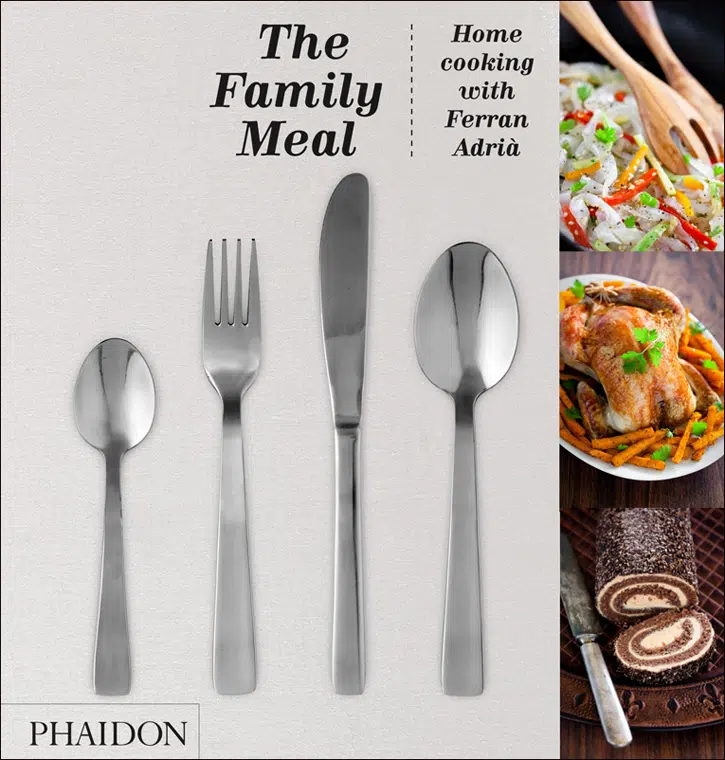 The
Family
Meal
Home
cooking
with
Ferran
Adrià
PHAIDON